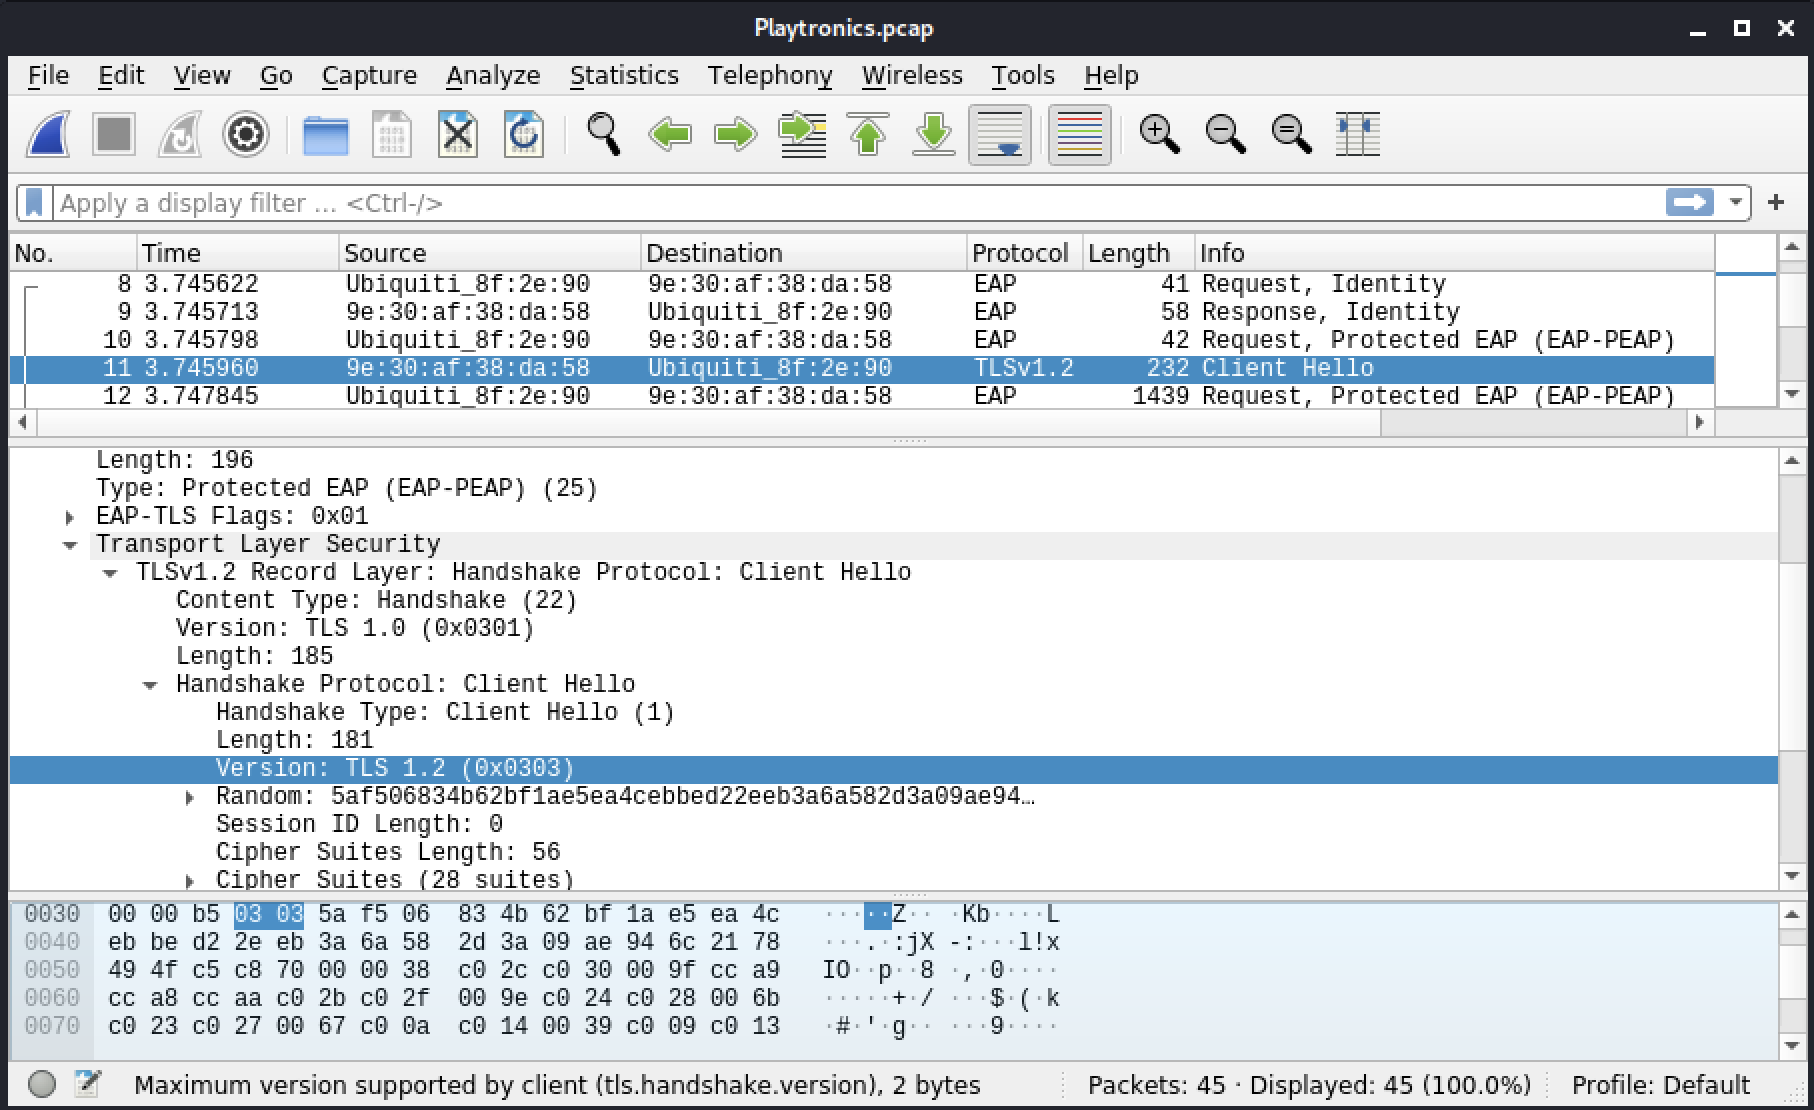 Playtronics.pcap
File Edit View Go Capture Analyze Statistics Telephony Wireless Tools Help
Apply a display filter ... <Ctrl-/>
No. Time Source Destination Protocol Length Info
8 3.745622 Ubiquiti_8f:2e:90 9e:30:af:38:da:58 EAP 41 Request, Identity
9 3.745713 9e:30:af:38:da:58 Ubiquiti_8f:2e:90 EAP 58 Response, Identity
10 3.745798 Ubiquiti_8f:2e:90 9e:30:af:38:da:58 EAP 42 Request, Protected EAP (EAP-PEAP)
11 3.745960 9e:30:af:38:da:58 Ubiquiti_8f:2e:90 TLSv1.2 232 Client Hello
12 3.747845 Ubiquiti_8f:2e:90 9e:30:af:38:da:58 EAP 1439 Request, Protected EAP (EAP-PEAP)
Length: 196
Type: Protected EAP (EAP-PEAP) (25)
EAP-TLS Flags: 0x01
Transport Layer Security
TLSv1.2 Record Layer: Handshake Protocol: Client Hello
Content Type: Handshake (22)
Version: TLS 1.0 (0x0301)
Length: 185
Handshake Protocol: Client Hello
Handshake Type: Client Hello (1)
Length: 181
Version: TLS 1.2 (0x0303)
Random: 5af506834b62bf1ae5ea4cebbed22eeb3a6a582d3a09ae94…
Session ID Length: 0
Cipher Suites Length: 56
Cipher Suites (28 suites)
0030 00 00 b5 03 03 5a f5 06 83 4b 62 bf 1a e5 ea 4c ·····Z·· ·Kb····L
0040 eb be d2 2e eb 3a 6a 58 2d 3a 09 ae 94 6c 21 78 ···.·:jX -:···l!x
0050 49 4f c5 c8 70 00 00 38 c0 2c c0 30 00 9f cc a9 IO··p··8 ·,·0····
0060 cc a8 cc aa c0 2b c0 2f 00 9e c0 24 c0 28 00 6b ·····+·/ ···$·(·k
0070 c0 23 c0 27 00 67 c0 0a c0 14 00 39 c0 09 c0 13 ·#·'·g·· ···9····
Maximum version supported by client (tls.handshake.version), 2 bytes Packets: 45 · Displayed: 45 (100.0%) Profile: Default